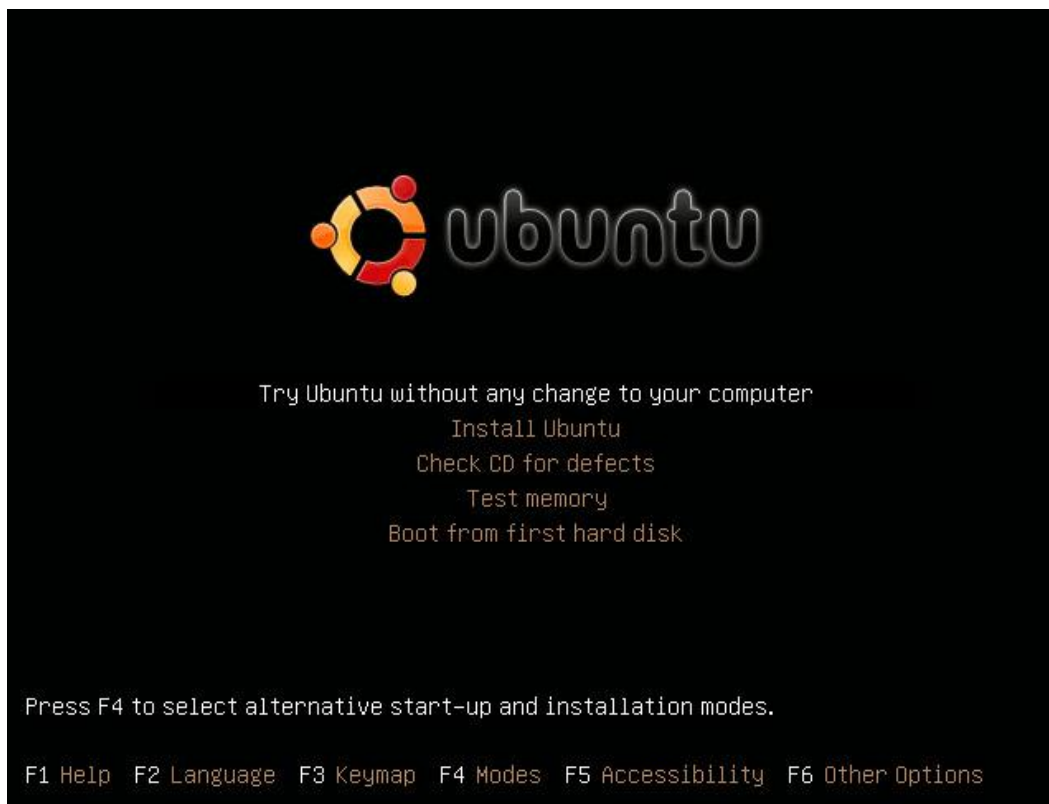 ubuntu
Try Ubuntu without any change to your computer
Install Ubuntu
Check CD for defects
Test memory
Boot from first hard disk
Press F4 to select alternative start-up and installation modes.
F1 Help F2 Language F3 Keymap F4 Modes F5 Accessibility F6 Other Options